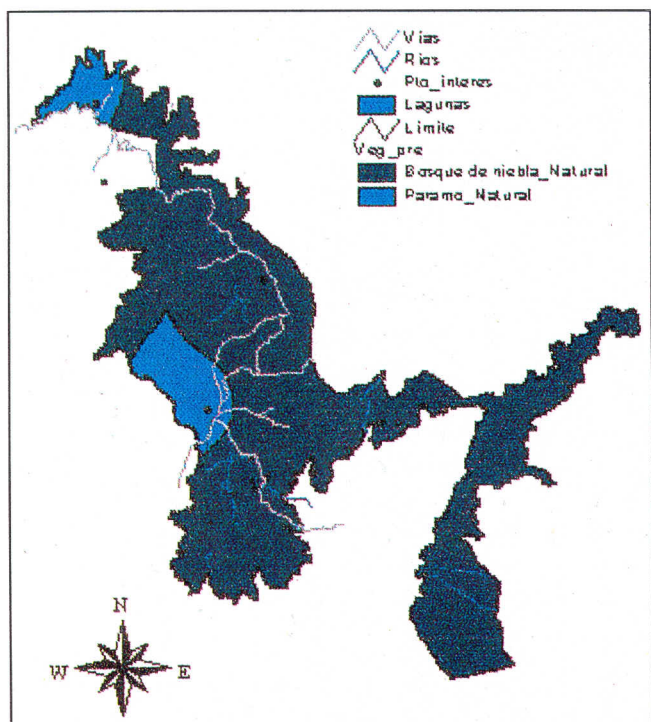 Vias
Rios
Pto_interes
Lagunas
Limite
Veg_pre
Bosque de niebla_Natural
Paramo_Natural
N
W E
S